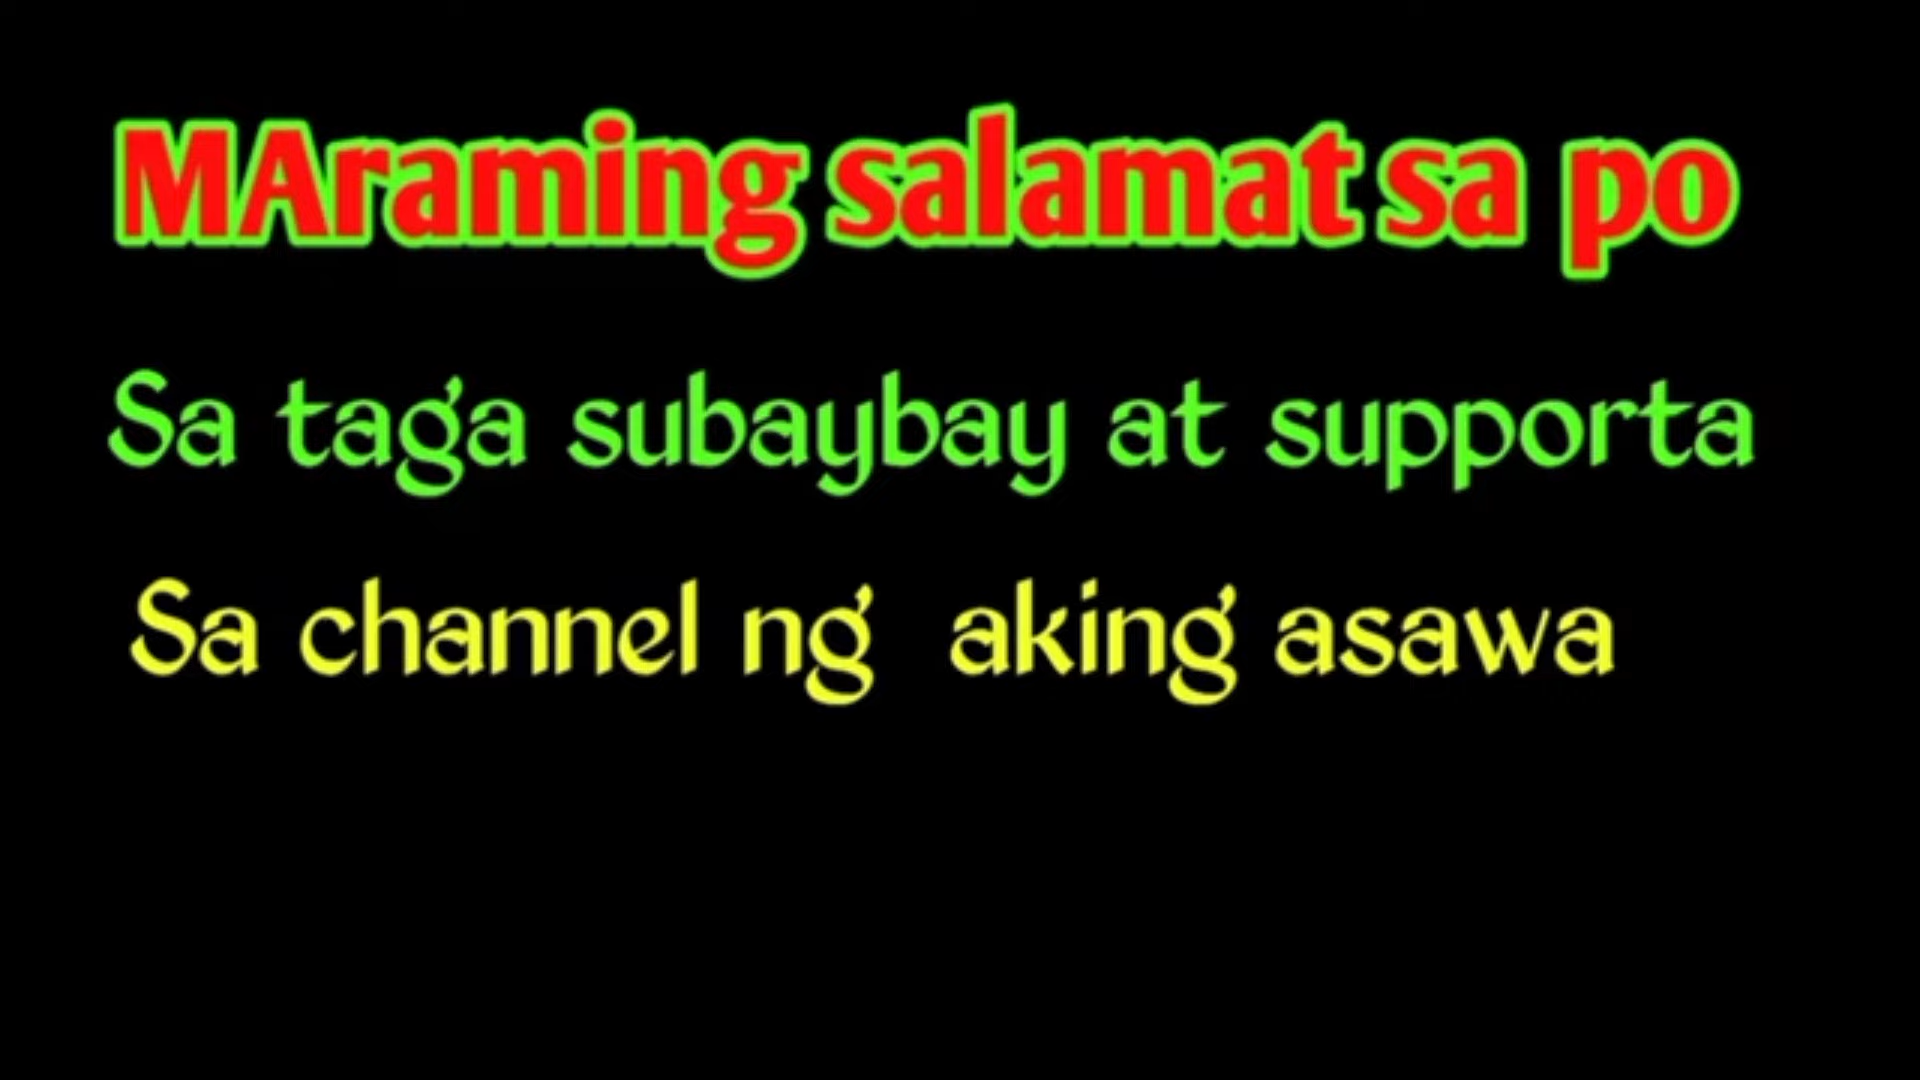 MAraming salamat sa po
Sa taga subaybay at supporta
Sa channel ng aking asawa